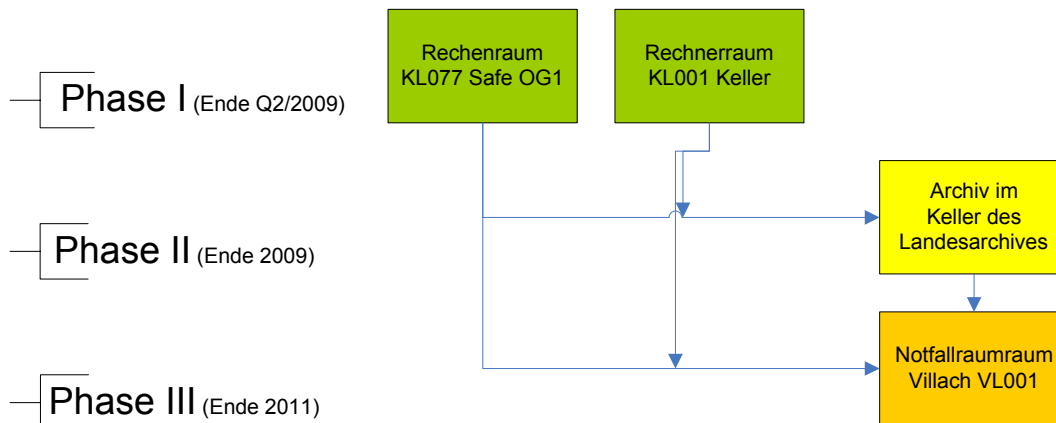 Rechenraum
KL077 Safe OG1
Rechnerraum
KL001 Keller
Phase I (Ende Q2/2009)
Archiv im
Keller des
Landesarchives
Phase II (Ende 2009)
Notfallraumraum
Villach VL001
Phase III (Ende 2011)